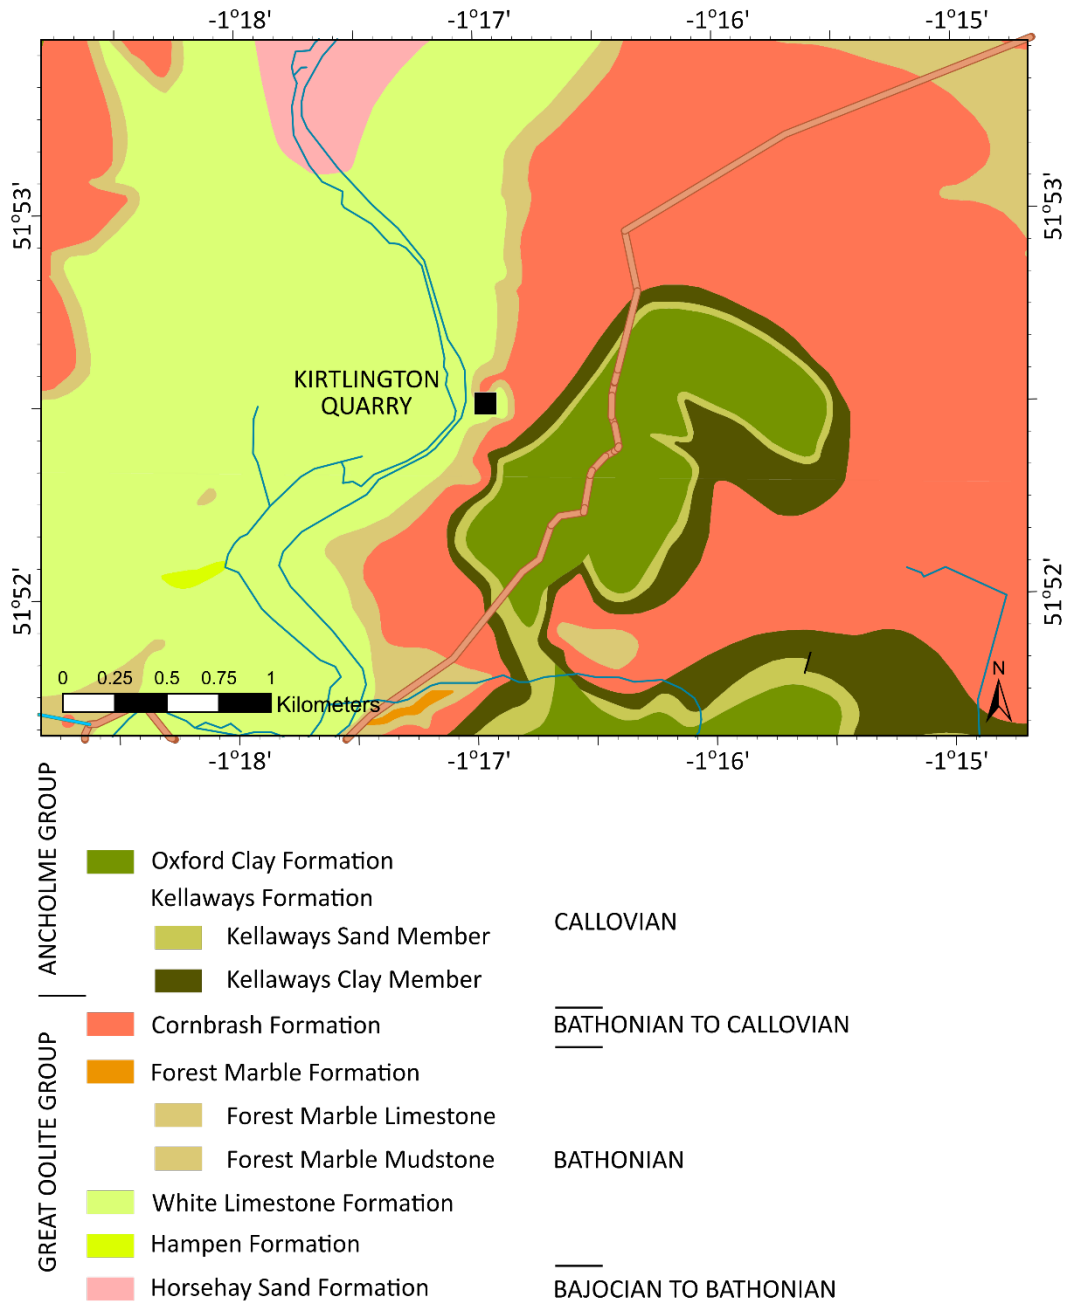 -1°18' -1°17' -1°16' -1°15'
51°53' 51°53'
KIRTLINGTON
QUARRY
51°52' 51°52'
0 0.25 0.5 0.75 1
Kilometers
N
-1°18' -1°17' -1°16' -1°15'
ANCHOLME GROUP
Oxford Clay Formation
Kellaways Formation
Kellaways Sand Member
CALLOVIAN
Kellaways Clay Member
GREAT OOLITE GROUP
Cornbrash Formation
BATHONIAN TO CALLOVIAN
Forest Marble Formation
Forest Marble Limestone
Forest Marble Mudstone
BATHONIAN
White Limestone Formation
Hampen Formation
Horsehay Sand Formation
BAJOCIAN TO BATHONIAN